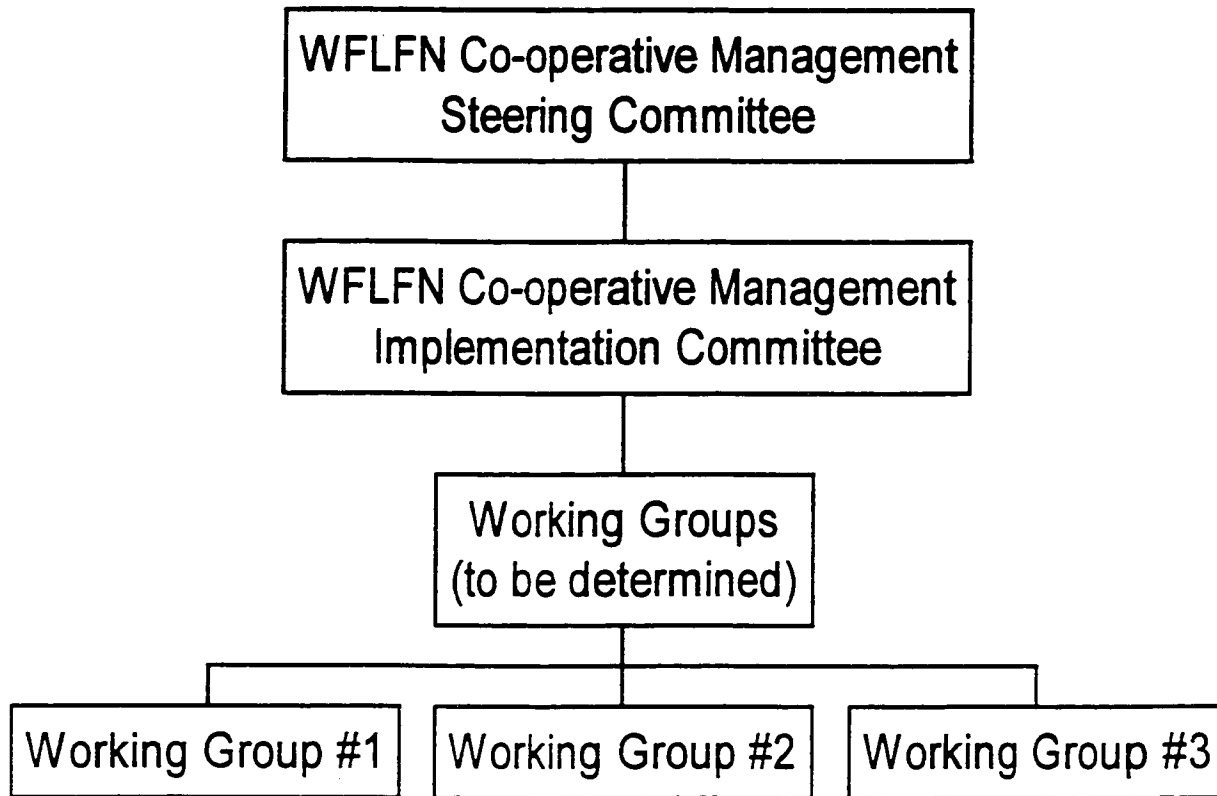 WFLFN Co-operative Management
Steering Committee
WFLFN Co-operative Management
Implementation Committee
Working Groups
(to be determined)
Working Group #1
Working Group #2
Working Group #3